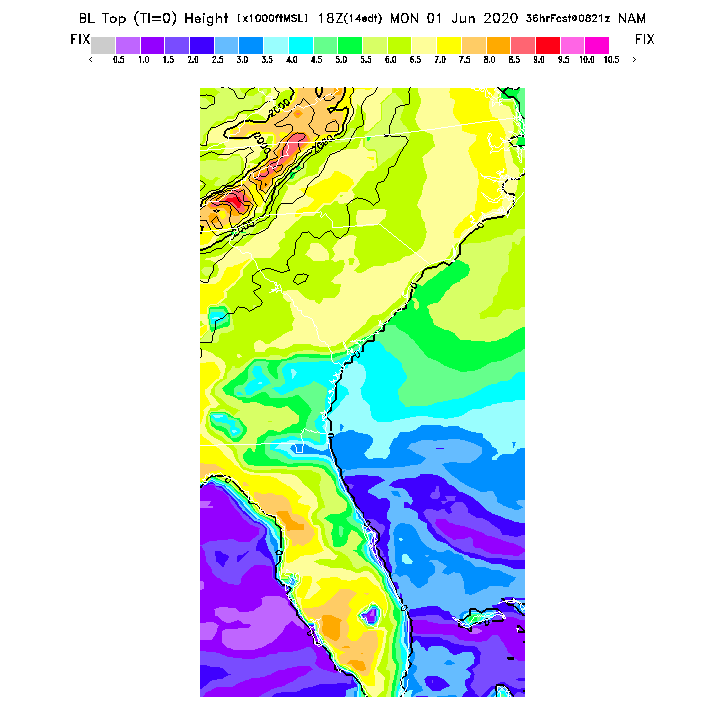 BL Top (TI=0) Height [x1000ftMSL] 18Z(14edt) MON 01 Jun 2020 36hrFcst@0821z NAM
FIX FIX
< 0.5 1.0 1.5 2.0 2.5 3.0 3.5 4.0 4.5 5.0 5.5 6.0 6.5 7.0 7.5 8.0 8.5 9.0 9.5 10.0 10.5 >
2000
2000
2000